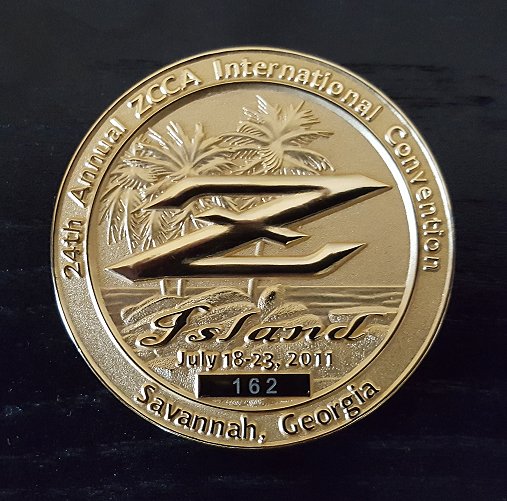 24th Annual ZCCA International Convention
Z
Island
July 18-23, 2011
162
Savannah, Georgia